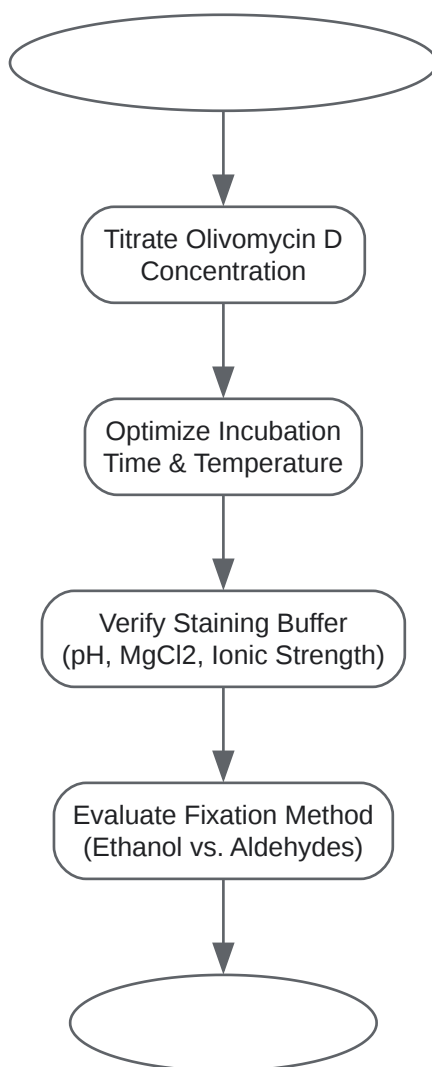 Titrate Olivomycin D
Concentration
Optimize Incubation
Time & Temperature
Verify Staining Buffer
(pH, MgCl2, Ionic Strength)
Evaluate Fixation Method
(Ethanol vs. Aldehydes)